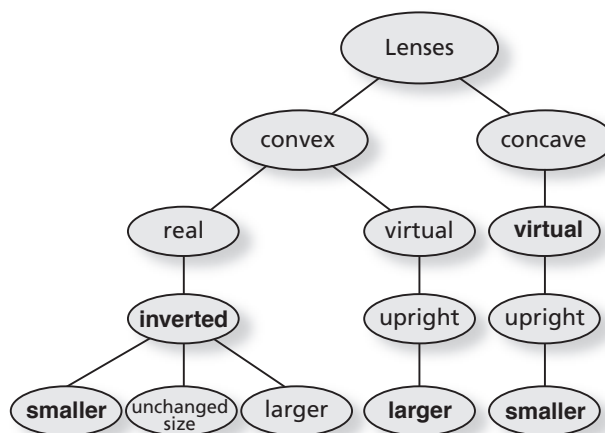 Lenses
convex
concave
real
virtual
virtual
inverted
upright
upright
smaller
unchanged
size
larger
larger
smaller